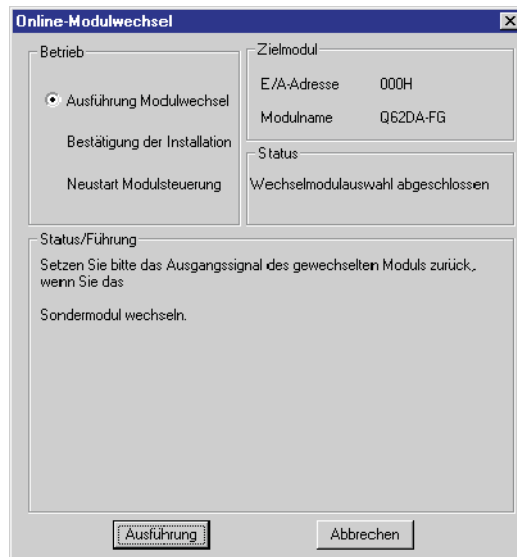 Online-Modulwechsel
Betrieb
Ausführung Modulwechsel
Bestätigung der Installation
Neustart Modulsteuerung
Zielmodul
E/A-Adresse 000H
Modulname Q62DA-FG
Status
Wechselmodulauswahl abgeschlossen
Status/Führung
Setzen Sie bitte das Ausgangssignal des gewechselten Moduls zurück,
wenn Sie das
Sondermodul wechseln.
Ausführung Abbrechen